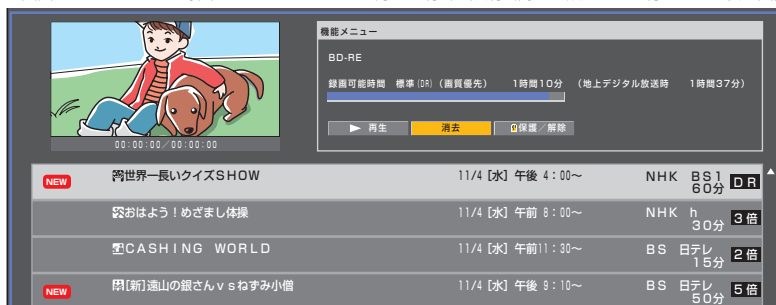 00:00:00/00:00:00
機能メニュー
BD-RE
録画可能時間 標準(DR)(画質優先) 1時間10分 (地上デジタル放送時 1時間37分)
▶ 再生 消去 保護/解除
NEW 世界一長いクイズSHOW 11/4 [水] 午後 4:00～ NHK BS1 60分 DR
おはよう!めざまし体操 11/4 [水] 午前 8:00～ NHK h 30分 3倍
CASHING WORLD 11/4 [水] 午前11:30～ BS 日テレ 15分 2倍
NEW [新]遠山の銀さんvsねずみ小僧 11/4 [水] 午後 9:10～ BS 日テレ 50分 5倍